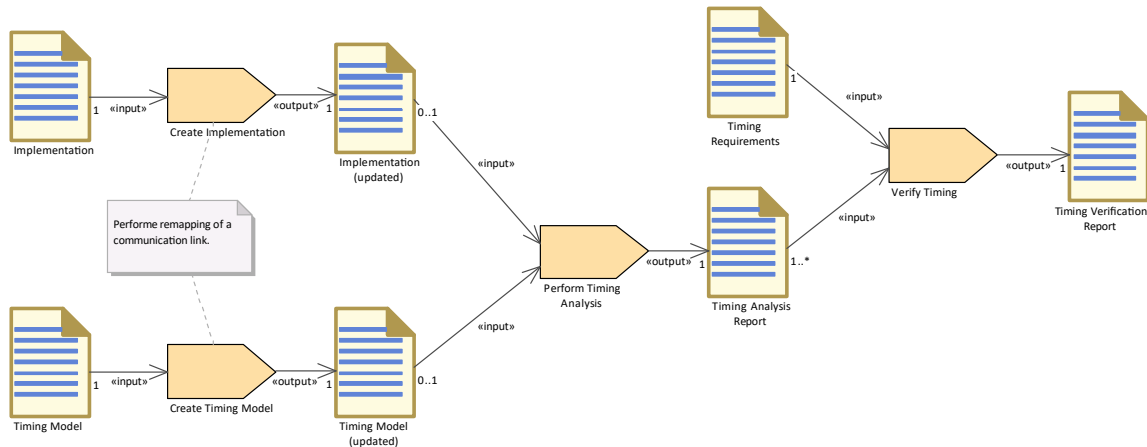 1
«input»
«output»
1
0..1
Implementation
Create Implementation
Implementation
(updated)
«input»
Performe remapping of a
communication link.
1
«input»
«output»
1
0..1
Timing Model
Create Timing Model
Timing Model
(updated)
«input»
Perform Timing
Analysis
«output»
1
1
Timing
Requirements
«input»
1..*
Timing Analysis
Report
«input»
Verify Timing
«output»
1
Timing Verification
Report